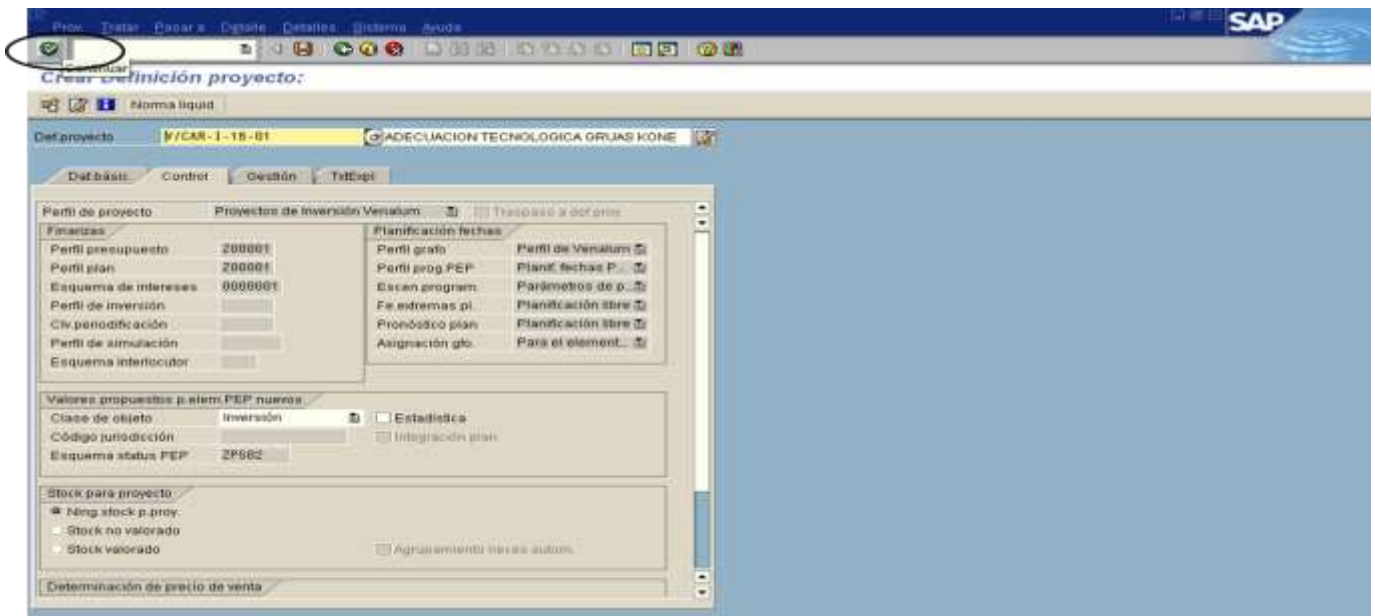 Proy. Tratar Pasar a Detalle Detalles Sistema Ayuda
SAP
Continuar
Crear Definición proyecto:
Norma liquid
Def.proyecto V/CAR-I-18-01 ADECUACION TECNOLOGICA GRUAS KONE
Dat.básic. Control Gestión TxtExpl
Perfil de proyecto Proyectos de Inversión Venalum Traspaso a def.proy.
Finanzas Planificación fechas
Perfil presupuesto Z00001 Perfil grafo Perfil de Venalum
Perfil plan Z00001 Perfil prog.PEP Planif. fechas P...
Esquema de intereses 0000001 Escen.program. Parámetros de p...
Perfil de inversión Fe.extremas pl. Planificación libre
Clv.periodificación Pronóstico plan Planificación libre
Perfil de simulación Asignación gfo. Para el element...
Esquema interlocutor
Valores propuestos p.elem.PEP nuevos
Clase de objeto Inversión Estadística
Código jurisdicción Integración plan
Esquema status PEP ZPS02
Stock para proyecto
Ning.stock p.proy.
Stock no valorado
Stock valorado Agrupamiento neces.autom.
Determinación de precio de venta